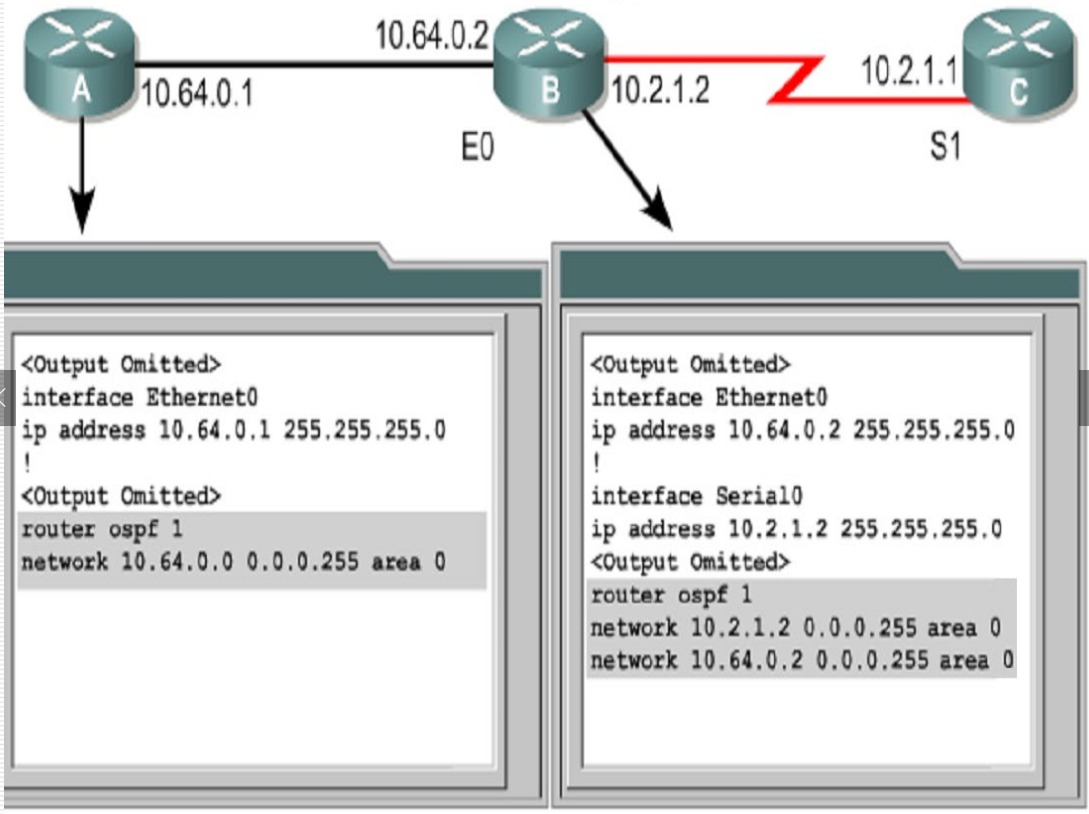 10.64.0.2
A
10.64.0.1
B
10.2.1.2
10.2.1.1
C
E0
S1
<Output Omitted>
interface Ethernet0
ip address 10.64.0.1 255.255.255.0
!
<Output Omitted>
router ospf 1
network 10.64.0.0 0.0.0.255 area 0
<Output Omitted>
interface Ethernet0
ip address 10.64.0.2 255.255.255.0
!
interface Serial0
ip address 10.2.1.2 255.255.255.0
<Output Omitted>
router ospf 1
network 10.2.1.2 0.0.0.255 area 0
network 10.64.0.2 0.0.0.255 area 0